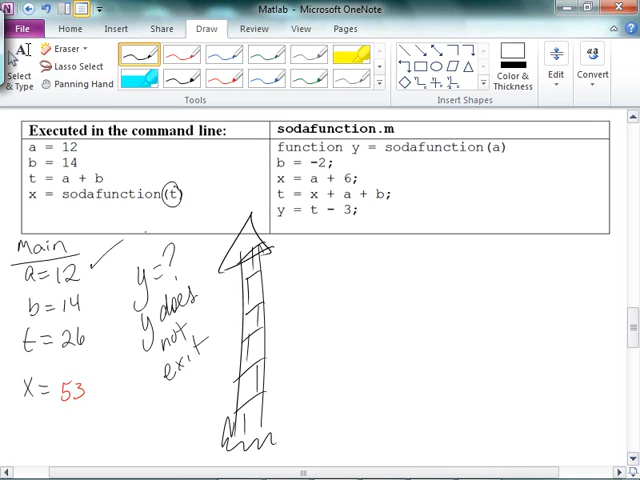 Matlab - Microsoft OneNote
File
Home
Insert
Share
Draw
Review
View
Select & Type
Eraser
Lasso Select
Panning Hand
Tools
Insert Shapes
Color & Thickness
Edit
Convert
Executed in the command line:
a = 12
b = 14
t = a + b
x = sodafunction(t)
sodafunction.m
function y = sodafunction(a)
b = -2;
x = a + 6;
t = x + a + b;
y = t - 3;
Main
a=12
b=14
t=26
x = 53
y=?
y does
not
exit